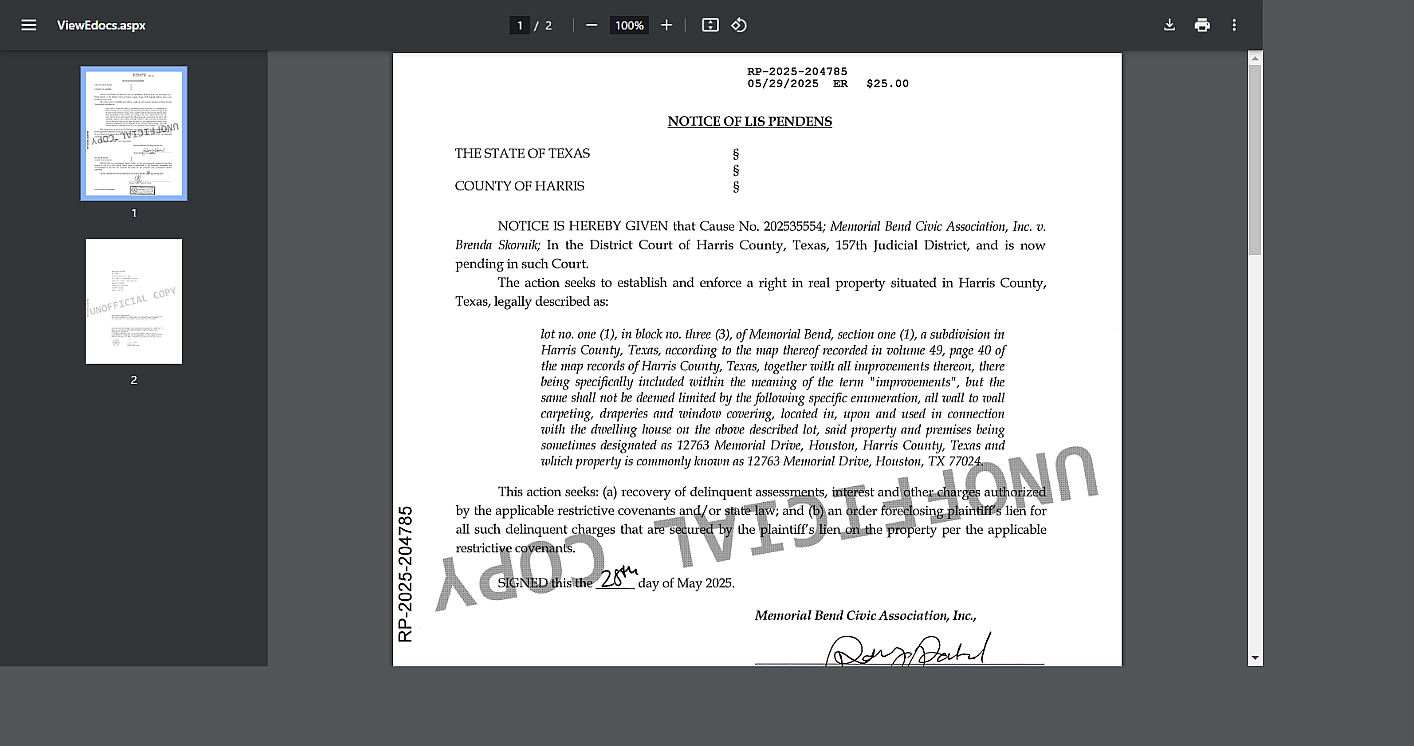 ViewEdocs.aspx
1 / 2
100%
1
2
RP-2025-204785
05/29/2025 ER $25.00
NOTICE OF LIS PENDENS
THE STATE OF TEXAS §
§
COUNTY OF HARRIS §
NOTICE IS HEREBY GIVEN that Cause No. 202535554; Memorial Bend Civic Association, Inc. v.
Brenda Skornik; In the District Court of Harris County, Texas, 157th Judicial District, and is now
pending in such Court.
The action seeks to establish and enforce a right in real property situated in Harris County,
Texas, legally described as:
lot no. one (1), in block no. three (3), of Memorial Bend, section one (1), a subdivision in
Harris County, Texas, according to the map thereof recorded in volume 49, page 40 of
the map records of Harris County, Texas, together with all improvements thereon, there
being specifically included within the meaning of the term "improvements", but the
same shall not be deemed limited by the following specific enumeration, all wall to wall
carpeting, draperies and window covering, located in, upon and used in connection
with the dwelling house on the above described lot, said property and premises being
sometimes designated as 12763 Memorial Drive, Houston, Harris County, Texas and
which property is commonly known as 12763 Memorial Drive, Houston, TX 77024.
This action seeks: (a) recovery of delinquent assessments, interest and other charges authorized
by the applicable restrictive covenants and/or state law; and (b) an order foreclosing plaintiff's lien for
all such delinquent charges that are secured by the plaintiff's lien on the property per the applicable
restrictive covenants.
SIGNED this the 28th day of May 2025.
Memorial Bend Civic Association, Inc.,
RP-2025-204785
UNOFFICIAL COPY
UNOFFICIAL COPY
UNOFFICIAL COPY